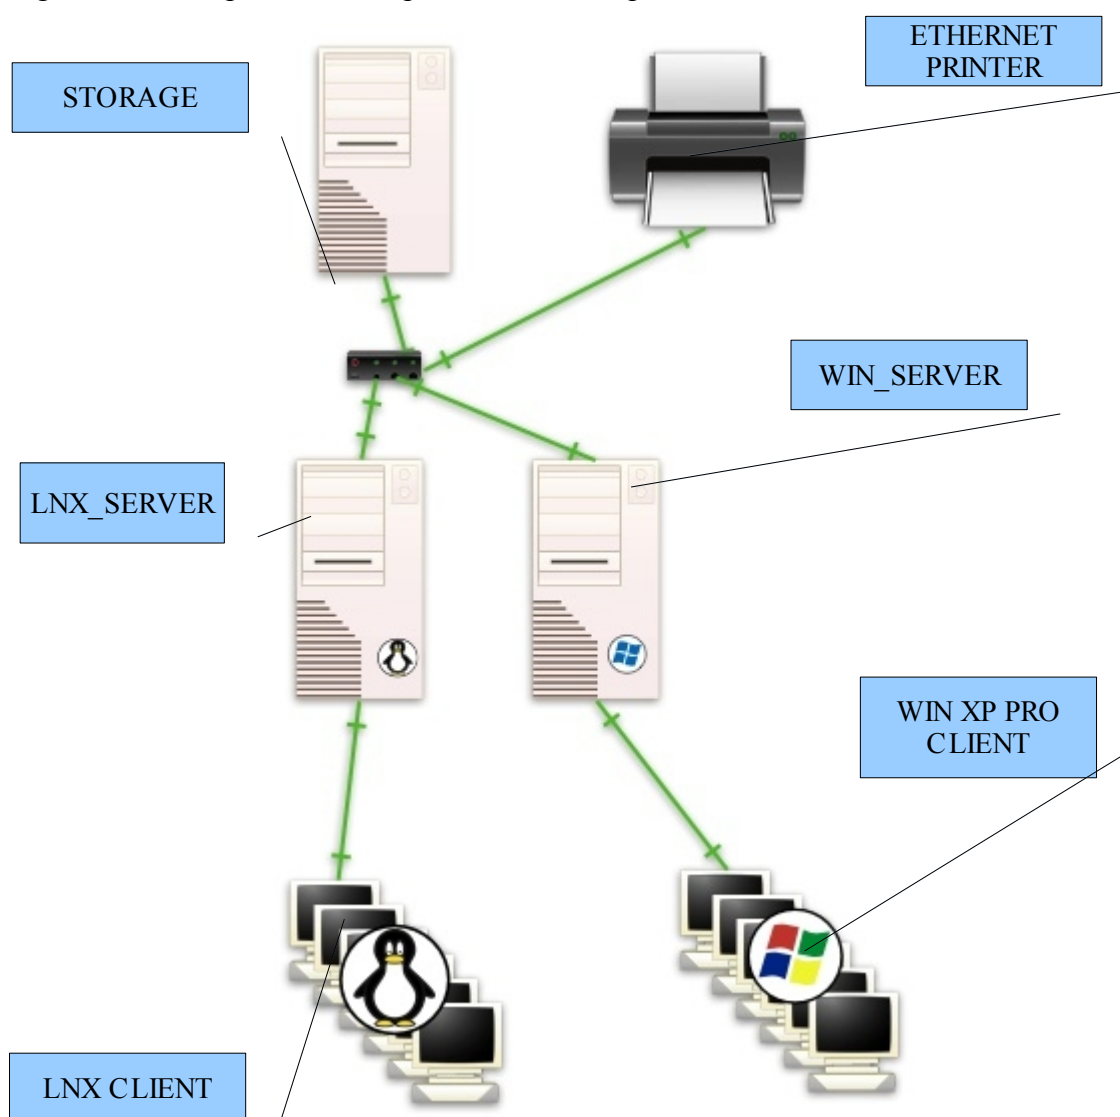 ETHERNET
PRINTER
STORAGE
WIN_SERVER
LNX_SERVER
WIN XP PRO
CLIENT
LNX CLIENT